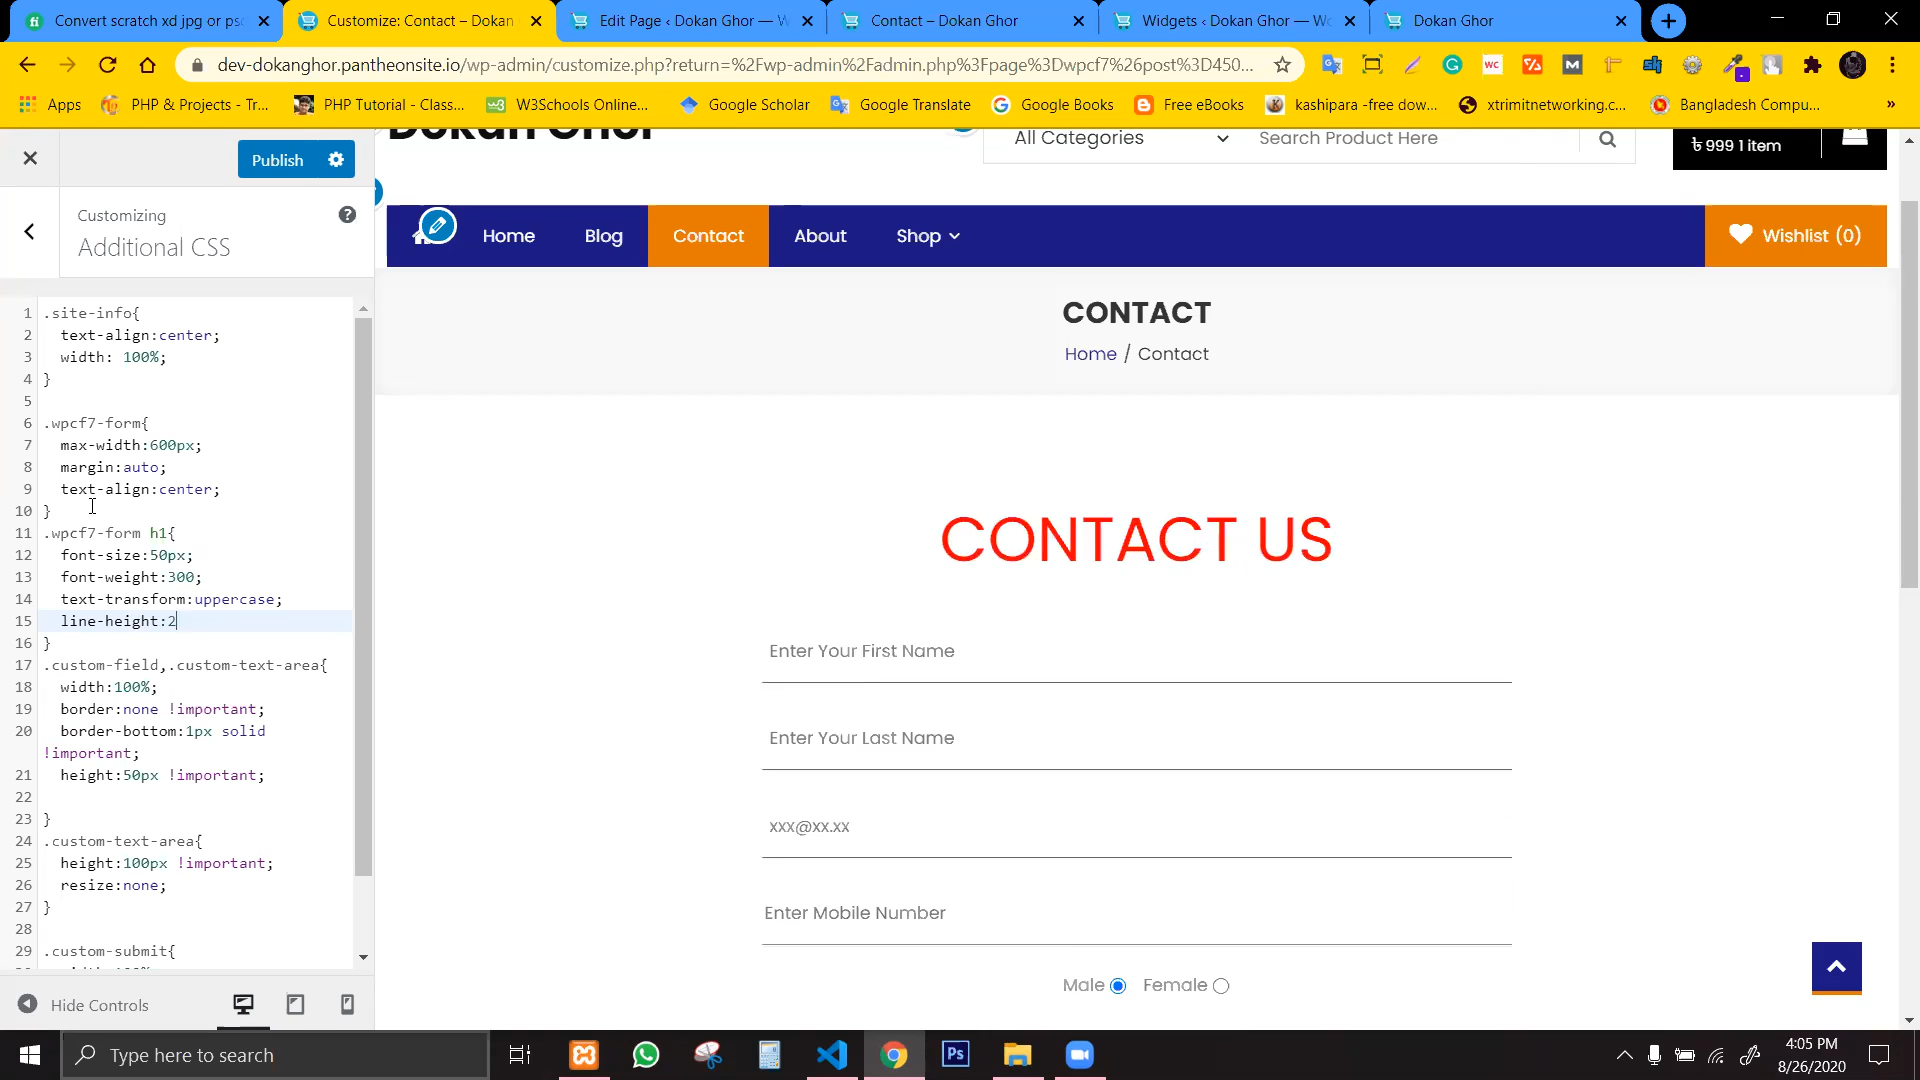 Convert scratch xd jpg or psd
Customize: Contact – Dokan
Edit Page ‹ Dokan Ghor — W
Contact – Dokan Ghor
Widgets ‹ Dokan Ghor — Wo
Dokan Ghor
dev-dokanghor.pantheonsite.io/wp-admin/customize.php?return=%2Fwp-admin%2Fadmin.php%3Fpage%3Dwpcf7%26post%3D450...
Apps
PHP & Projects - Tr...
PHP Tutorial - Class...
W3Schools Online...
Google Scholar
Google Translate
Google Books
Free eBooks
kashipara -free dow...
xtrimitnetworking.c...
Bangladesh Compu...
»
Publish
Customizing
Additional CSS
1 .site-info{
2 text-align:center;
3 width: 100%;
4 }
5
6 .wpcf7-form{
7 max-width:600px;
8 margin:auto;
9 text-align:center;
10 }
11 .wpcf7-form h1{
12 font-size:50px;
13 font-weight:300;
14 text-transform:uppercase;
15 line-height:2
16 }
17 .custom-field,.custom-text-area{
18 width:100%;
19 border:none !important;
20 border-bottom:1px solid
!important;
21 height:50px !important;
22
23 }
24 .custom-text-area{
25 height:100px !important;
26 resize:none;
27 }
28
29 .custom-submit{
Hide Controls
Dokan Ghor
All Categories
Search Product Here
৳ 999 1 item
Home
Blog
Contact
About
Shop
Wishlist (0)
CONTACT
Home / Contact
CONTACT US
Enter Your First Name
Enter Your Last Name
xxx@xx.xx
Enter Mobile Number
Male
Female
Type here to search
4:05 PM
8/26/2020